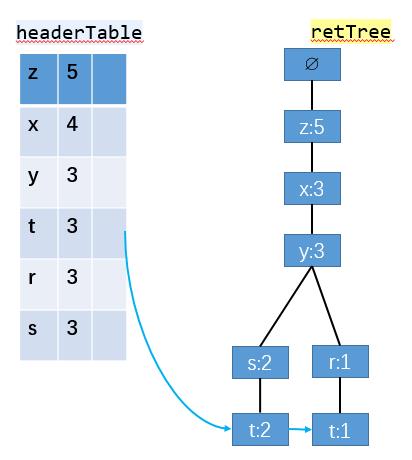 headerTable
z 5
x 4
y 3
t 3
r 3
s 3
retTree
∅
z:5
x:3
y:3
s:2 r:1
t:2 t:1